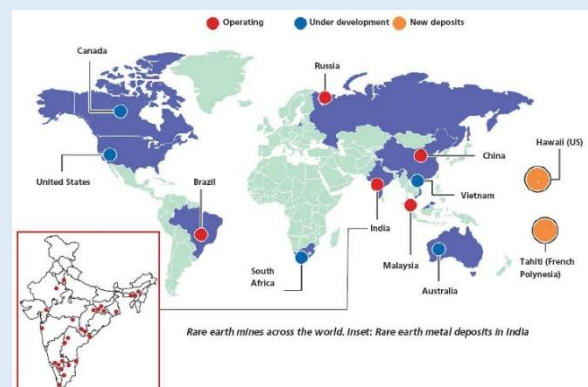 Operating Under development New deposits
Canada
Russia
Hawaii (US)
China
United States
Brazil
Vietnam
India
Tahiti (French
Polynesia)
South
Africa
Malaysia
Australia
Rare earth mines across the world. Inset: Rare earth metal deposits in India